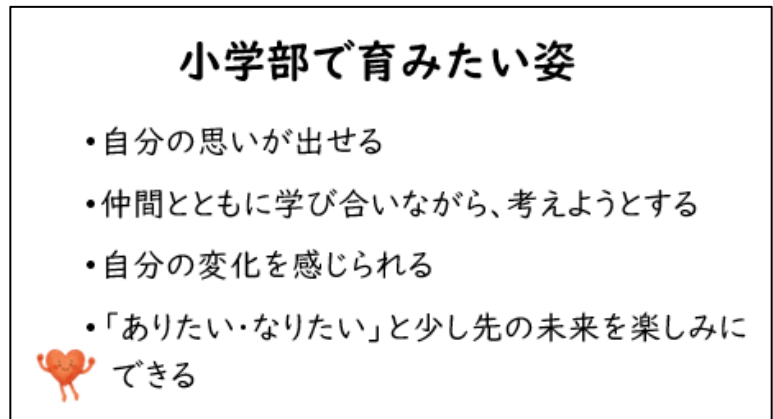 小学部で育みたい姿
•自分の思いが出せる
•仲間とともに学び合いながら、考えようとする
•自分の変化を感じられる
•「ありたい・なりたい」と少し先の未来を楽しみに
できる